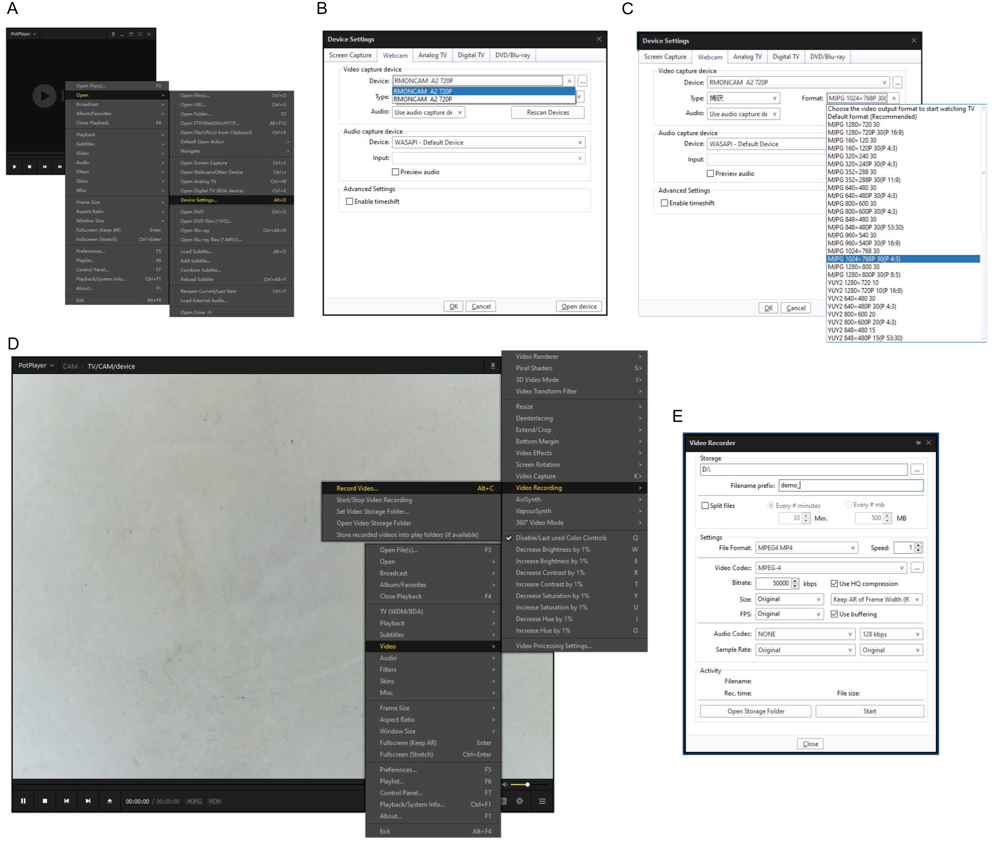 A
PotPlayer
Open File(s)... F3
Open >
Broadcast >
Album/Favorites >
Close Playback F4
Playback >
Subtitles >
Video >
Audio >
Filters >
Skins >
Misc >
Frame Size >
Aspect Ratio >
Window Size >
Fullscreen (Keep AR) Enter
Fullscreen (Stretch) Ctrl+Enter
Preferences... F5
Playlist... F6
Control Panel... F7
Playback/System Info... Ctrl+F1
About... F1
Exit Alt+F4
Open File(s)... Ctrl+O
Open URL... Ctrl+U
Open Folder... F2
Open FTP/WebDAV/HTTP... Alt+F12
Open File/URL(s) from Clipboard Ctrl+V
Default Open Action >
Navigate >
Open Screen Capture Ctrl+S
Open Webcam/Other Device Ctrl+J
Open Analog TV Ctrl+W
Open Digital TV (BDA device) Ctrl+K
Device Settings... Alt+D
Open DVD Ctrl+D
Open DVD files (*.IFO)...
Open Blu-ray Ctrl+Alt+D
Open Blu-ray files (*.MPLS)...
Load Subtitle... Alt+O
Add Subtitle...
Combine Subtitle...
Reload Subtitle Ctrl+Alt+Y
Reopen Current/Last Item Ctrl+Y
Load External Audio...
Open Drive -F:
B
Device Settings
Screen Capture Webcam Analog TV Digital TV DVD/Blu-ray
Video capture device
Device: RMONCAM A2 720P ...
RMONCAM A2 720P
RMONCAM A2 720P
Type:
Audio: Use audio capture de Rescan Devices
Audio capture device
Device: WASAPI - Default Device
Input:
Preview audio
Advanced Settings
Enable timeshift
OK Cancel Open device
C
Device Settings
Screen Capture Webcam Analog TV Digital TV DVD/Blu-ray
Video capture device
Device: RMONCAM A2 720P ...
Type: 捕获 Format: MJPG 1024×768P 30(
Audio: Use audio capture de
Audio capture device
Device: WASAPI - Default Device
Input:
Preview audio
Advanced Settings
Enable timeshift
OK Cancel
Choose the video output format to start watching TV
Default format (Recommended)
MJPG 1280×720 30
MJPG 1280×720P 30(P 16:9)
MJPG 160×120 30
MJPG 160×120P 30(P 4:3)
MJPG 320×240 30
MJPG 320×240P 30(P 4:3)
MJPG 352×288 30
MJPG 352×288P 30(P 11:9)
MJPG 640×480 30
MJPG 640×480P 30(P 4:3)
MJPG 800×600 30
MJPG 800×600P 30(P 4:3)
MJPG 848×480 30
MJPG 848×480P 30(P 53:30)
MJPG 960×540 30
MJPG 960×540P 30(P 16:9)
MJPG 1024×768 30
MJPG 1024×768P 30(P 4:3)
MJPG 1280×800 30
MJPG 1280×800P 30(P 8:5)
YUY2 1280×720 10
YUY2 1280×720P 10(P 16:9)
YUY2 640×480 30
YUY2 640×480P 30(P 4:3)
YUY2 800×600 20
YUY2 800×600P 20(P 4:3)
YUY2 848×480 15
YUY2 848×480P 15(P 53:30)
D
PotPlayer CAM TV/CAM/device
Video Renderer >
Pixel Shaders S>
3D Video Mode J>
Video Transform Filter >
Resize >
Deinterlacing >
Extend/Crop >
Bottom Margin >
Video Effects >
Screen Rotation >
Video Capture K>
Video Recording >
AviSynth >
VapourSynth >
360° Video Mode >
Disable/Last used Color Controls Q
Decrease Brightness by 1% W
Increase Brightness by 1% E
Decrease Contrast by 1% R
Increase Contrast by 1% T
Decrease Saturation by 1% Y
Increase Saturation by 1% U
Decrease Hue by 1% I
Increase Hue by 1% O
Video Processing Settings...
Record Video... Alt+C
Start/Stop Video Recording
Set Video Storage Folder...
Open Video Storage Folder
Store recorded videos into play folders (if available)
Open File(s)... F3
Open >
Broadcast >
Album/Favorites >
Close Playback F4
TV (WDM/BDA) >
Playback >
Subtitles >
Video >
Audio >
Filters >
Skins >
Misc >
Frame Size >
Aspect Ratio >
Window Size >
Fullscreen (Keep AR) Enter
Fullscreen (Stretch) Ctrl+Enter
Preferences... F5
Playlist... F6
Control Panel... F7
Playback/System Info... Ctrl+F1
About... F1
Exit Alt+F4
00:00:00 / 00:00:00 MJPG PCM
E
Video Recorder
Storage
D:\ ...
Filename prefix: demo_
Split files Every # minutes Every # mb
33 Min. 500 MB
Settings
File Format: MPEG4 MP4 Speed: 1
Video Codec: MPEG-4 ...
Bitrate: 50000 kbps Use HQ compression
Size: Original Keep AR of Frame Width (R
FPS: Original Use buffering
Audio Codec: NONE 128 kbps
Sample Rate: Original Original
Activity
Filename:
Rec. time: File size:
Open Storage Folder Start
Close